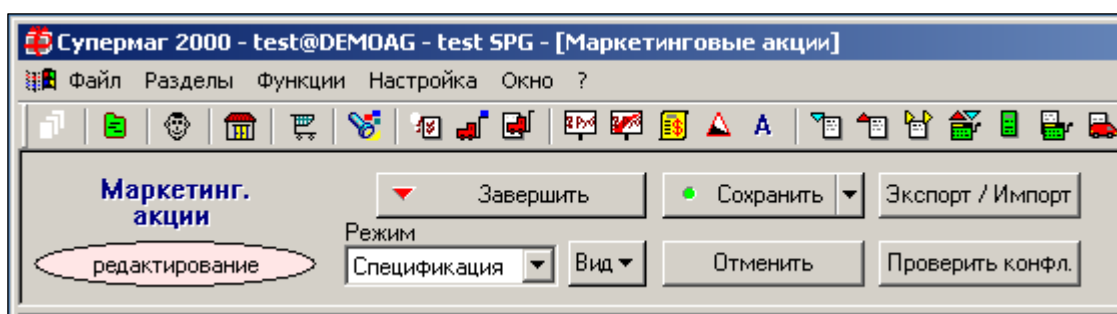 Супермаг 2000 - test@DEMOAG - test SPG - [Маркетинговые акции]
Файл Разделы Функции Настройка Окно ?
Маркетинг. акции
Завершить
Сохранить
Экспорт / Импорт
Режим
редактирование
Спецификация
Вид
Отменить
Проверить конфл.